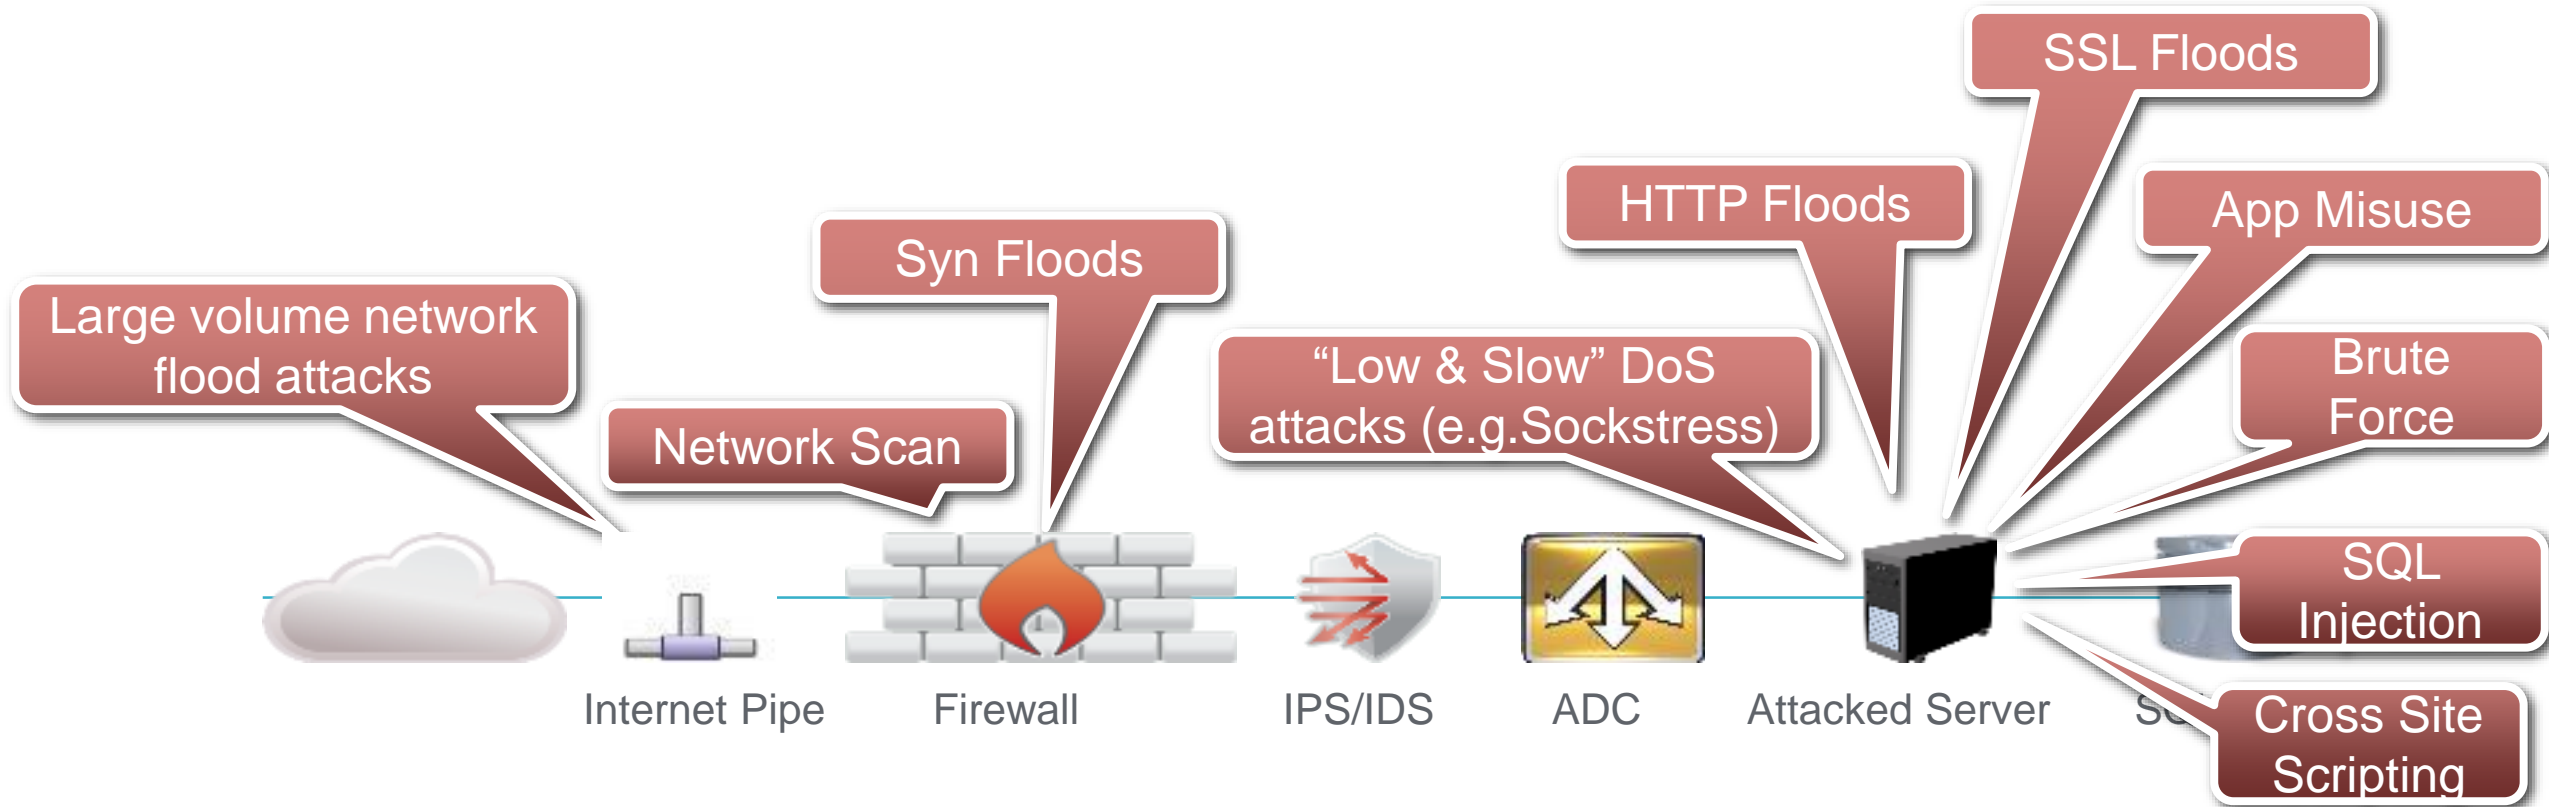 SSL Floods
HTTP Floods
App Misuse
Syn Floods
Large volume network
flood attacks
“Low & Slow” DoS
attacks (e.g.Sockstress)
Brute
Force
Network Scan
SQL
Injection
Internet Pipe
Firewall
IPS/IDS
ADC
Attacked Server
Cross Site
Scripting